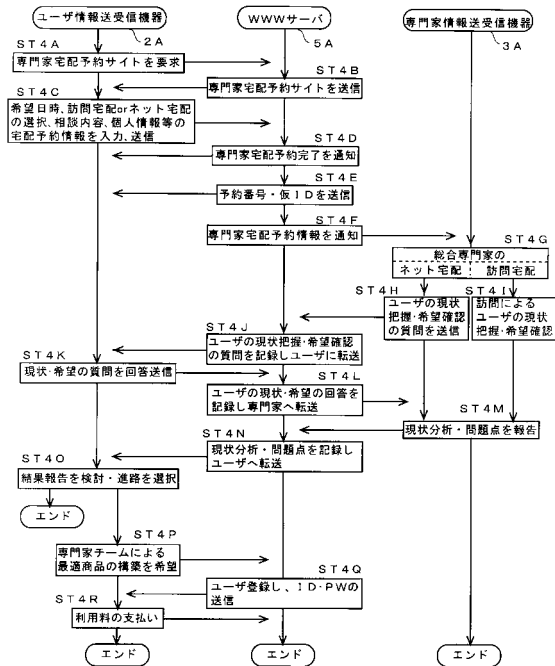 ユーザ情報送受信機器
WWWサーバ
専門家情報送受信機器
2A
5A
3A
ST4A
専門家宅配予約サイトを要求
ST4B
専門家宅配予約サイトを送信
ST4C
希望日時、訪問宅配orネット宅配
の選択、相談内容、個人情報等の
宅配予約情報を入力、送信
ST4D
専門家宅配予約完了を通知
ST4E
予約番号・仮IDを送信
ST4F
専門家宅配予約情報を通知
ST4G
総合専門家の
ネット宅配
訪問宅配
ST4H
ユーザの現状
把握・希望確認
の質問を送信
ST4I
訪問による
ユーザの現状
把握・希望確認
ST4J
ユーザの現状把握・希望確認
の質問を記録しユーザに転送
ST4K
現状・希望の質問を回答送信
ST4L
ユーザの現状・希望の回答を
記録し専門家へ転送
ST4M
現状分析・問題点を報告
ST4N
現状分析・問題点を記録し
ユーザへ転送
ST4O
結果報告を検討・進路を選択
エンド
ST4P
専門家チームによる
最適商品の構築を希望
ST4Q
ユーザ登録し、ID・PWの
送信
ST4R
利用料の支払い
エンド
エンド
エンド